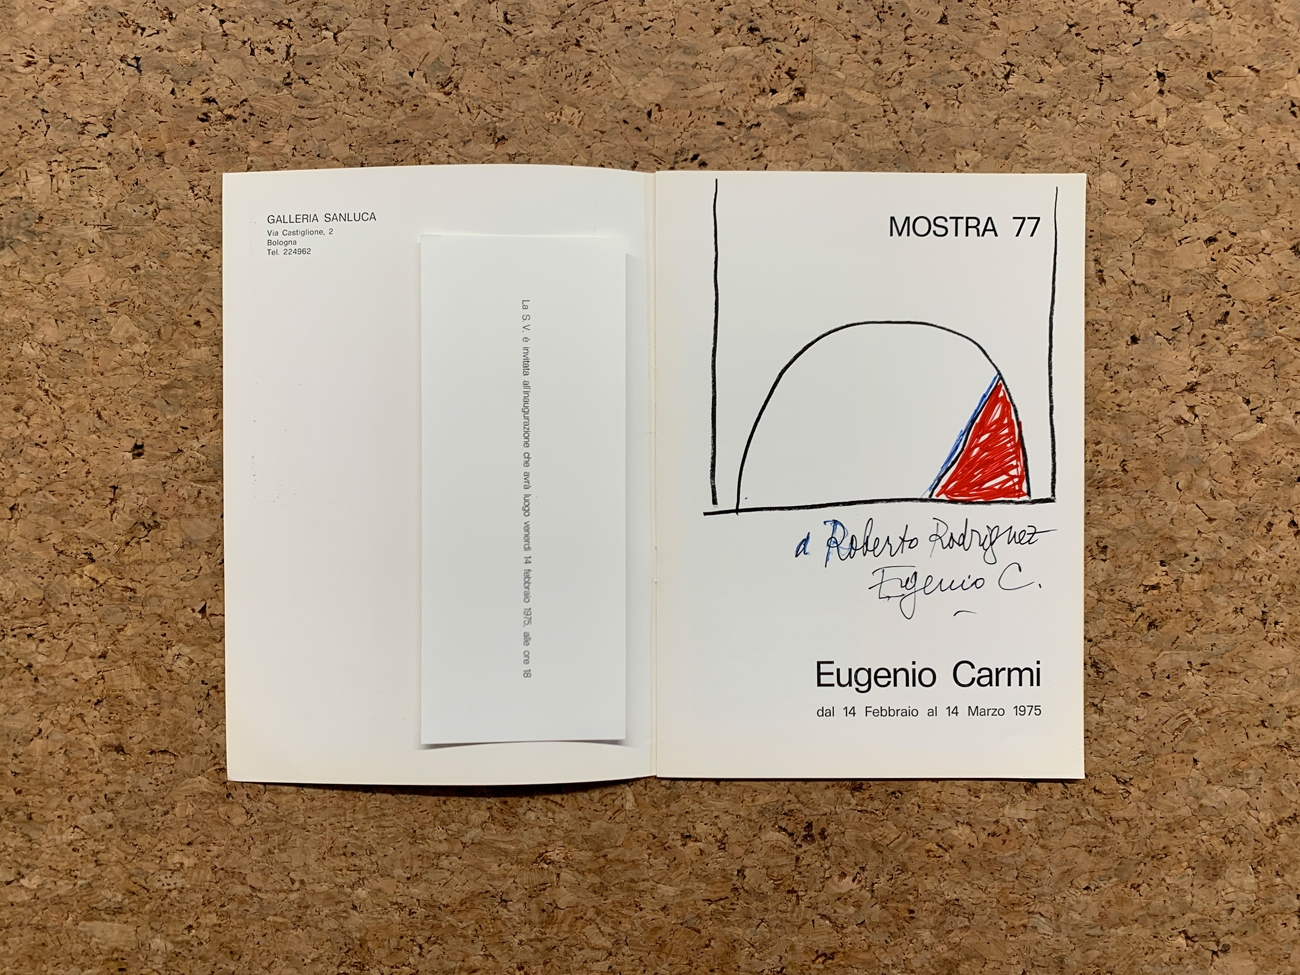 GALLERIA SANLUCA
Via Castiglione, 2
Bologna
Tel. 224962
La S. V. è invitata all'inaugurazione che avrà luogo venerdì 14 febbraio 1975, alle ore 18
MOSTRA 77
a Roberto Rodriguez
Eugenio C.
Eugenio Carmi
dal 14 Febbraio al 14 Marzo 1975